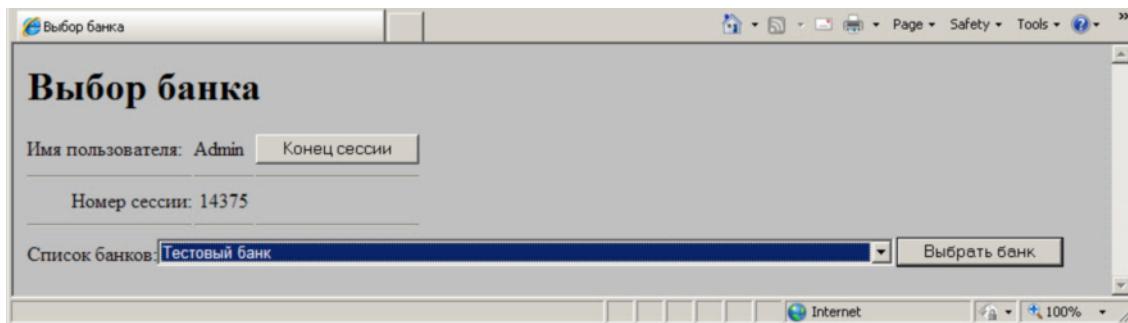 Выбор банка
Page Safety Tools
Выбор банка
Имя пользователя: Admin Конец сессии
Номер сессии: 14375
Список банков: Тестовый банк Выбрать банк
Internet 100%